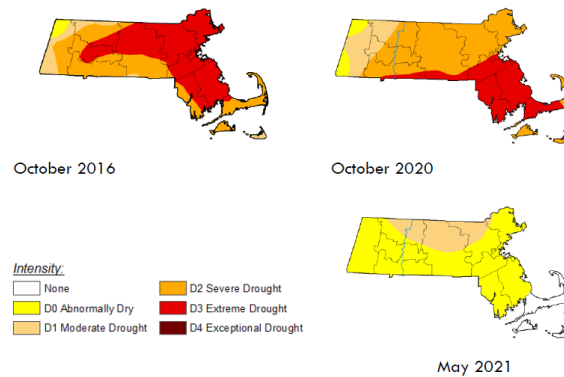 October 2016
October 2020
Intensity:
None
D0 Abnormally Dry
D1 Moderate Drought
D2 Severe Drought
D3 Extreme Drought
D4 Exceptional Drought
May 2021